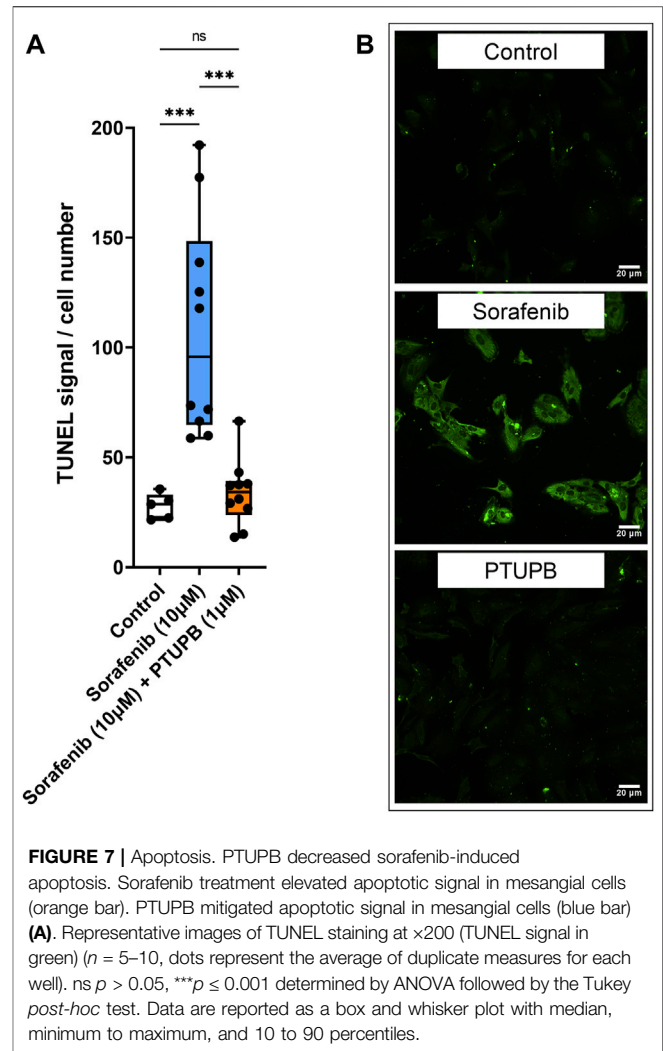 A
B
ns
***
***
200
150
100
50
0
TUNEL signal / cell number
Control
Sorafenib (10µM)
Sorafenib (10µM) + PTUPB (1µM)
Control
20 µm
Sorafenib
20 µm
PTUPB
20 µm
FIGURE 7 | Apoptosis. PTUPB decreased sorafenib-induced
apoptosis. Sorafenib treatment elevated apoptotic signal in mesangial cells
(orange bar). PTUPB mitigated apoptotic signal in mesangial cells (blue bar)
(A). Representative images of TUNEL staining at ×200 (TUNEL signal in
green) (n = 5–10, dots represent the average of duplicate measures for each
well). ns p > 0.05, ***p ≤ 0.001 determined by ANOVA followed by the Tukey
post-hoc test. Data are reported as a box and whisker plot with median,
minimum to maximum, and 10 to 90 percentiles.